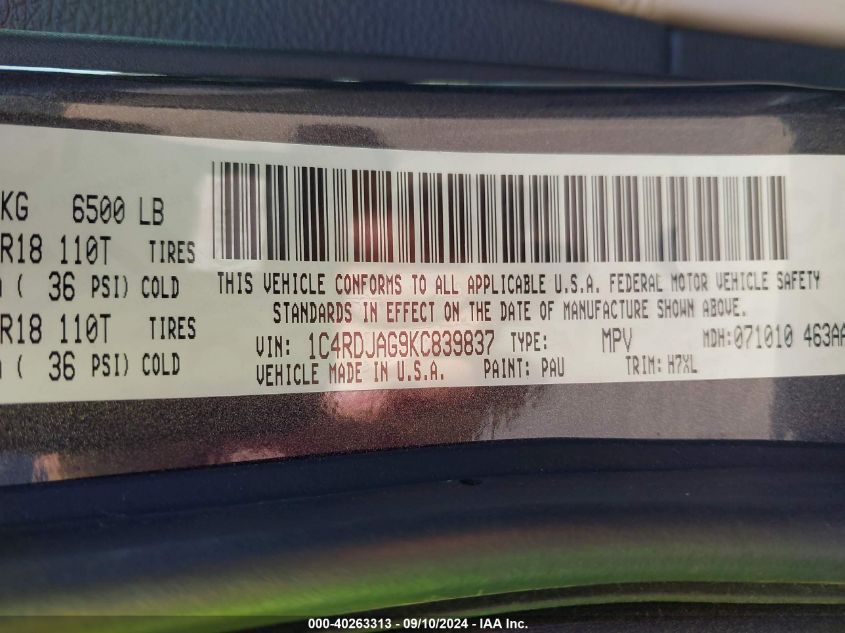 KG 6500 LB
R18 110T TIRES
( 36 PSI) COLD
R18 110T TIRES
( 36 PSI) COLD
THIS VEHICLE CONFORMS TO ALL APPLICABLE U.S.A. FEDERAL MOTOR VEHICLE SAFETY
STANDARDS IN EFFECT ON THE DATE OF MANUFACTURE SHOWN ABOVE.
VIN: 1C4RDJAG9KC839837 TYPE: MPV MDH:071010 463AA
VEHICLE MADE IN U.S.A. PAINT: PAU TRIM: H7XL
000-40263313 - 09/10/2024 - IAA Inc.